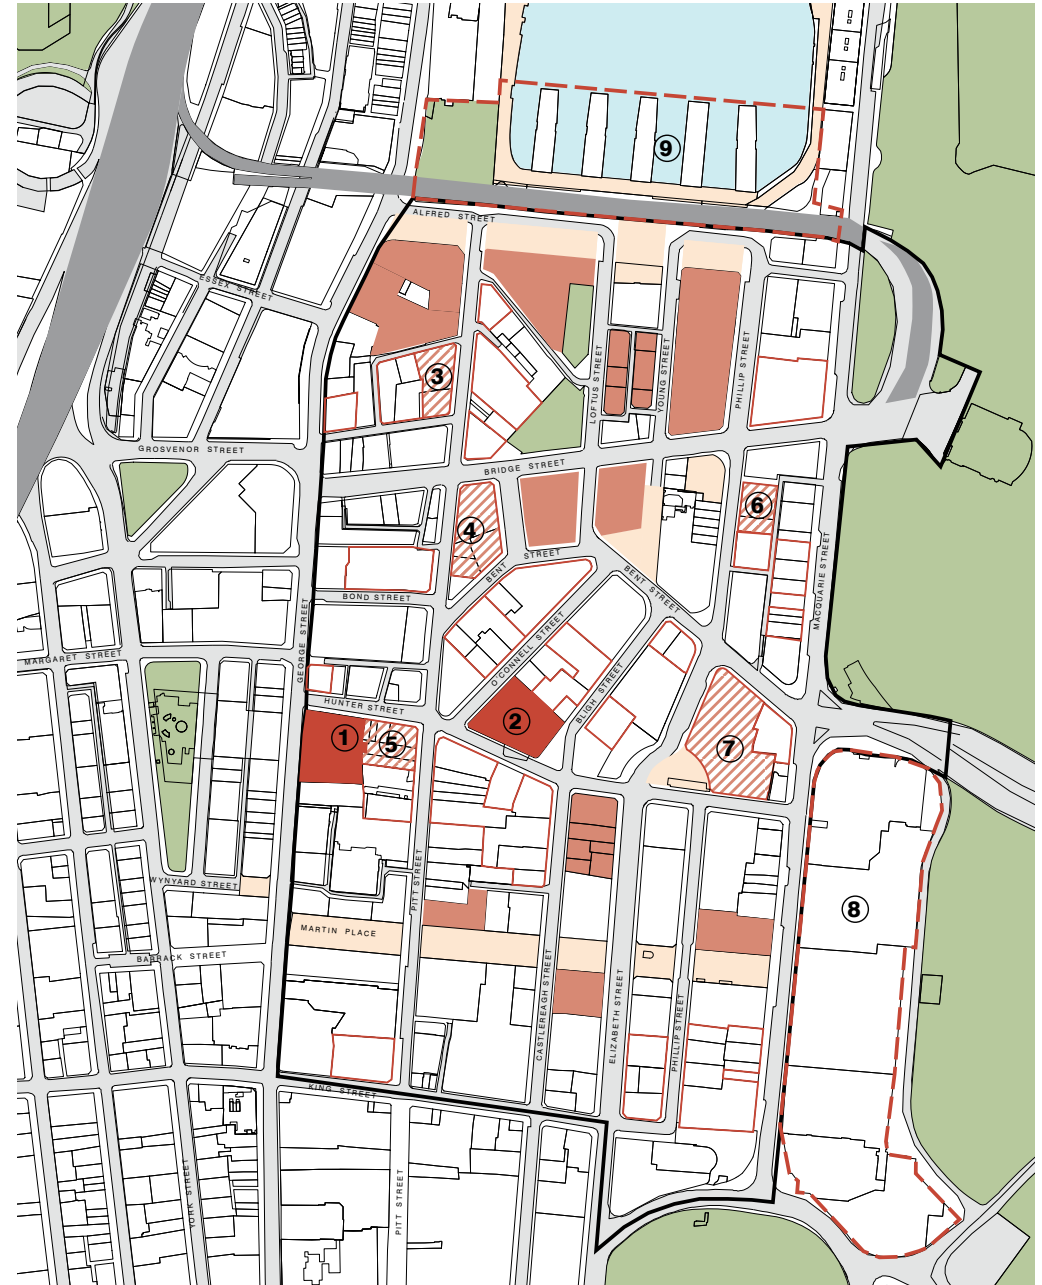 9
ALFRED STREET
ESSEX STREET
LOFTUS STREET
YOUNG STREET
PHILLIP STREET
3
GROSVENOR STREET
BRIDGE STREET
4
6
BENT STREET
BENT STREET
MACQUARIE STREET
BOND STREET
GEORGE STREET
O'CONNELL STREET
MARGARET STREET
BLIGH STREET
HUNTER STREET
1
5
2
7
PITT STREET
WYNYARD STREET
8
MARTIN PLACE
BARRACK STREET
CASTLEREAGH STREET
ELIZABETH STREET
PHILLIP STREET
KING STREET
YORK STREET
PITT STREET